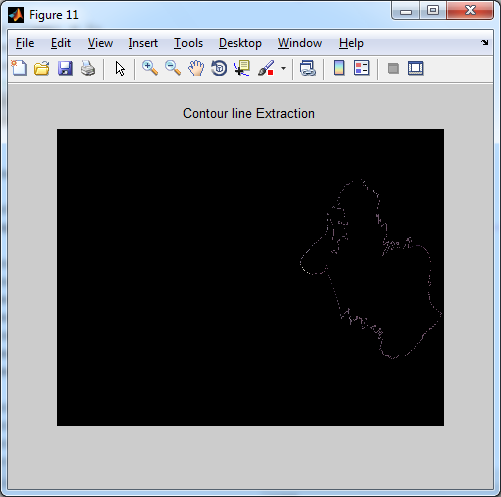 Figure 11
File Edit View Insert Tools Desktop Window Help
Contour line Extraction